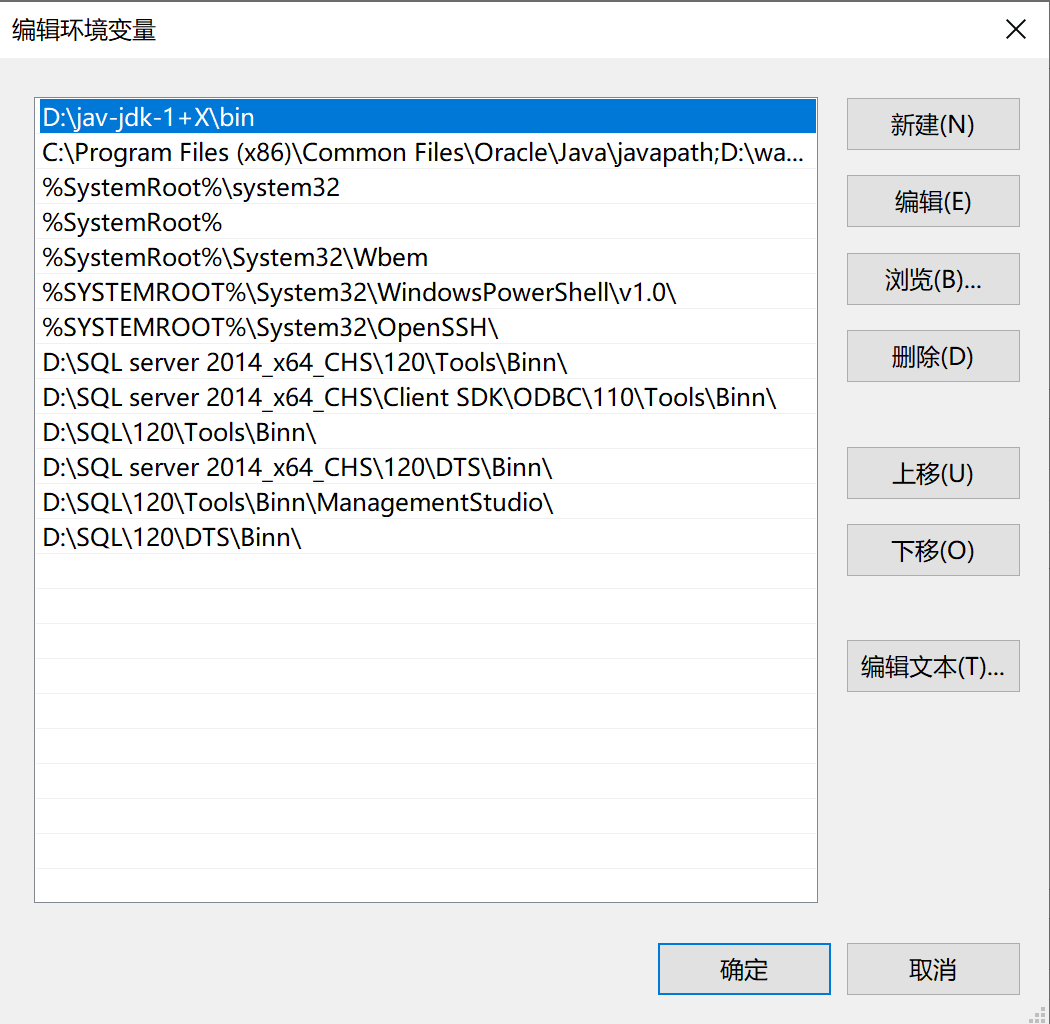 编辑环境变量
D:\jav-jdk-1+X\bin
C:\Program Files (x86)\Common Files\Oracle\Java\javapath;D:\wa...
%SystemRoot%\system32
%SystemRoot%
%SystemRoot%\System32\Wbem
%SYSTEMROOT%\System32\WindowsPowerShell\v1.0\
%SYSTEMROOT%\System32\OpenSSH\
D:\SQL server 2014_x64_CHS\120\Tools\Binn\
D:\SQL server 2014_x64_CHS\Client SDK\ODBC\110\Tools\Binn\
D:\SQL\120\Tools\Binn\
D:\SQL server 2014_x64_CHS\120\DTS\Binn\
D:\SQL\120\Tools\Binn\ManagementStudio\
D:\SQL\120\DTS\Binn\
新建(N)
编辑(E)
浏览(B)...
删除(D)
上移(U)
下移(O)
编辑文本(T)...
确定
取消